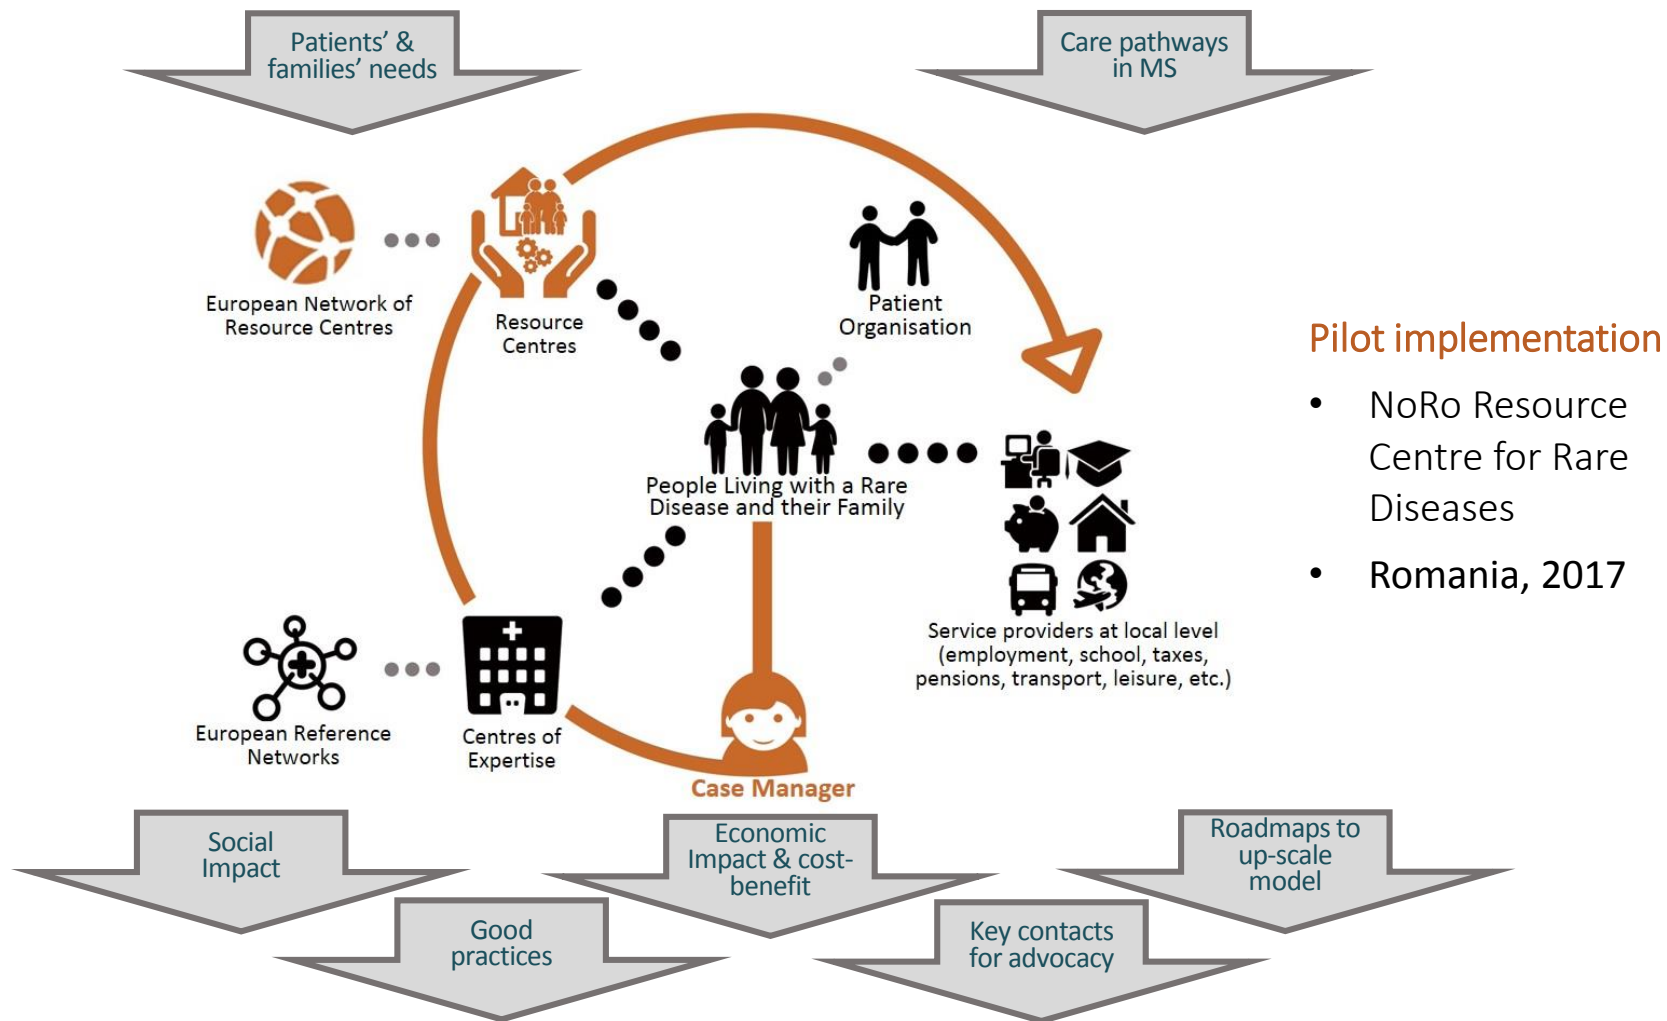 Patients' &
families' needs
Care pathways
in MS
European Network of
Resource Centres
Resource
Centres
Patient
Organisation
People Living with a Rare
Disease and their Family
Service providers at local level
(employment, school, taxes,
pensions, transport, leisure, etc.)
European Reference
Networks
Centres of
Expertise
Case Manager
Pilot implementation
• NoRo Resource
Centre for Rare
Diseases
• Romania, 2017
Social
Impact
Economic
Impact & cost-
benefit
Roadmaps to
up-scale
model
Good
practices
Key contacts
for advocacy